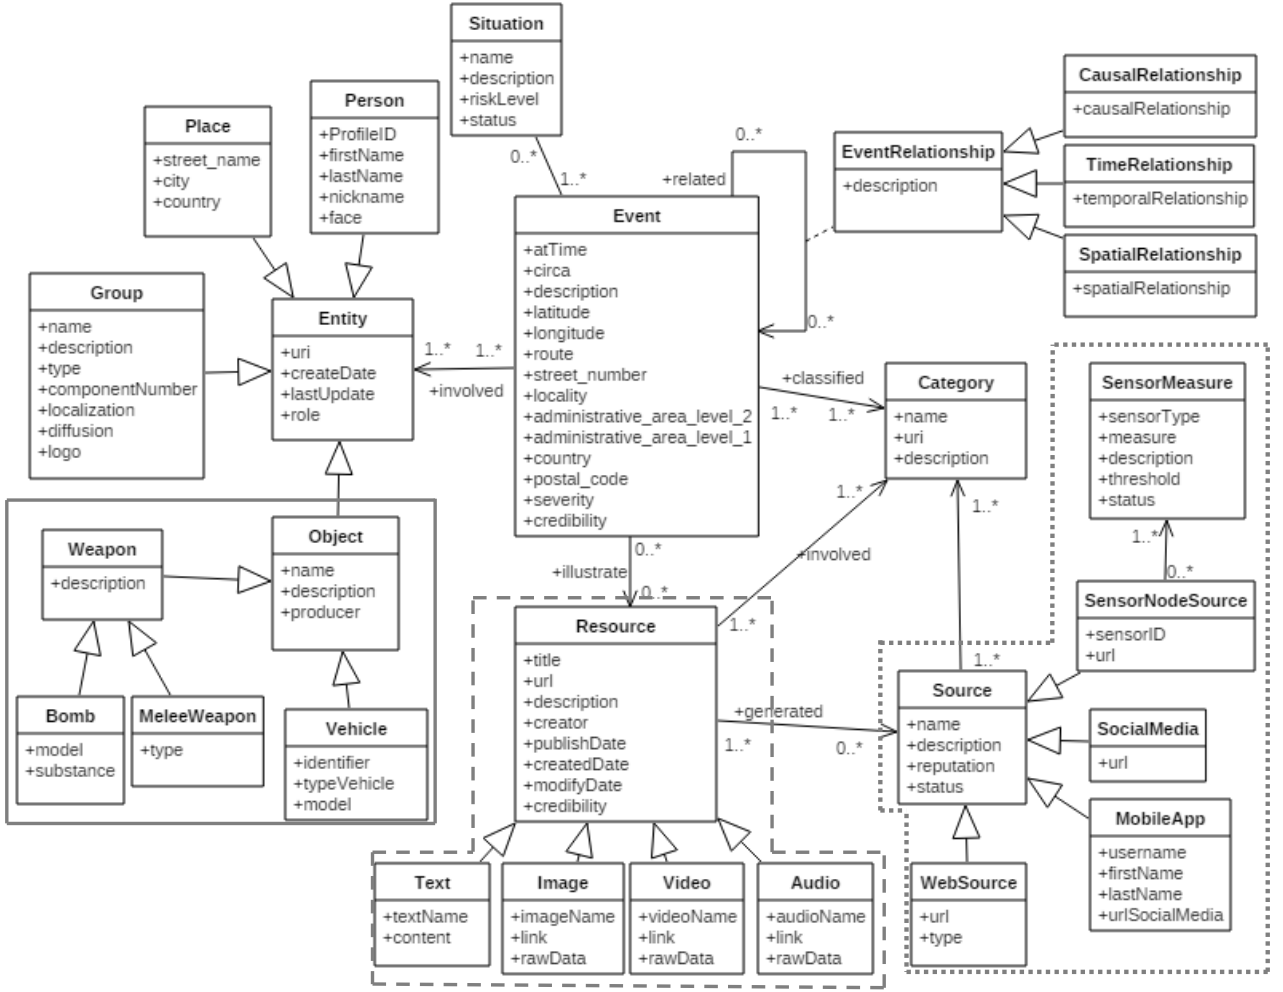 Situation
+name
+description
+riskLevel
+status
0..*
1..*
Person
+ProfileID
+firstName
+lastName
+nickname
+face
Place
+street_name
+city
+country
Group
+name
+description
+type
+componentNumber
+localization
+diffusion
+logo
Entity
+uri
+createDate
+lastUpdate
+role
1..*
1..*
+involved
Event
+atTime
+circa
+description
+latitude
+longitude
+route
+street_number
+locality
+administrative_area_level_2
+administrative_area_level_1
+country
+postal_code
+severity
+credibility
0..*
+related
0..*
EventRelationship
+description
CausalRelationship
+causalRelationship
TimeRelationship
+temporalRelationship
SpatialRelationship
+spatialRelationship
+classified
1..*
1..*
Category
+name
+uri
+description
1..*
1..*
+involved
1..*
1..*
SensorMeasure
+sensorType
+measure
+description
+threshold
+status
1..*
0..*
SensorNodeSource
+sensorID
+url
Weapon
+description
Object
+name
+description
+producer
Bomb
+model
+substance
MeleeWeapon
+type
Vehicle
+identifier
+typeVehicle
+model
0..*
+illustrate
0..*
Resource
+title
+url
+description
+creator
+publishDate
+createdDate
+modifyDate
+credibility
+generated
1..*
0..*
Source
+name
+description
+reputation
+status
SocialMedia
+url
MobileApp
+username
+firstName
+lastName
+urlSocialMedia
WebSource
+url
+type
Text
+textName
+content
Image
+imageName
+link
+rawData
Video
+videoName
+link
+rawData
Audio
+audioName
+link
+rawData